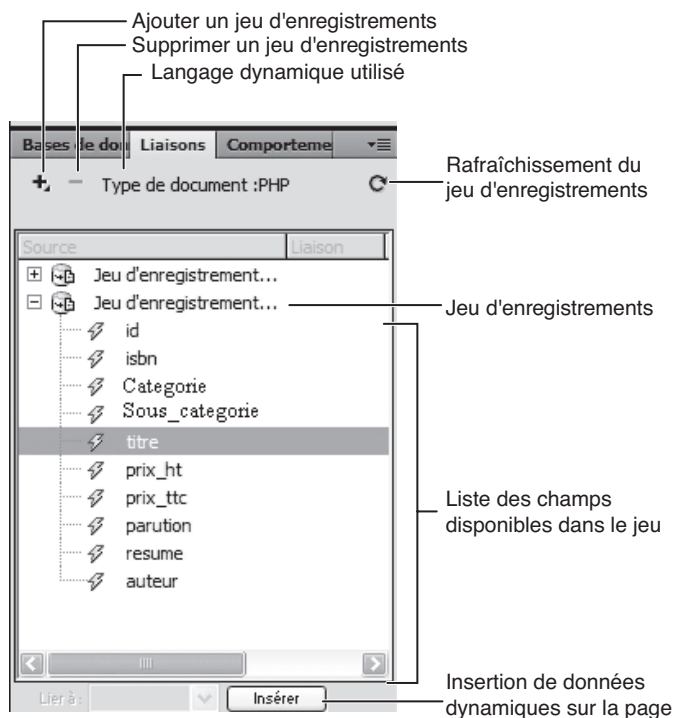 Ajouter un jeu d'enregistrements
Supprimer un jeu d'enregistrements
Langage dynamique utilisé
Bases de don
Liaisons
Comporteme
Type de document :PHP
Rafraîchissement du
jeu d'enregistrements
Source
Liaison
Jeu d'enregistrement...
Jeu d'enregistrement...
Jeu d'enregistrements
id
isbn
Categorie
Sous_categorie
titre
prix_ht
prix_ttc
parution
resume
auteur
Liste des champs
disponibles dans le jeu
Lier à :
Insérer
Insertion de données
dynamiques sur la page